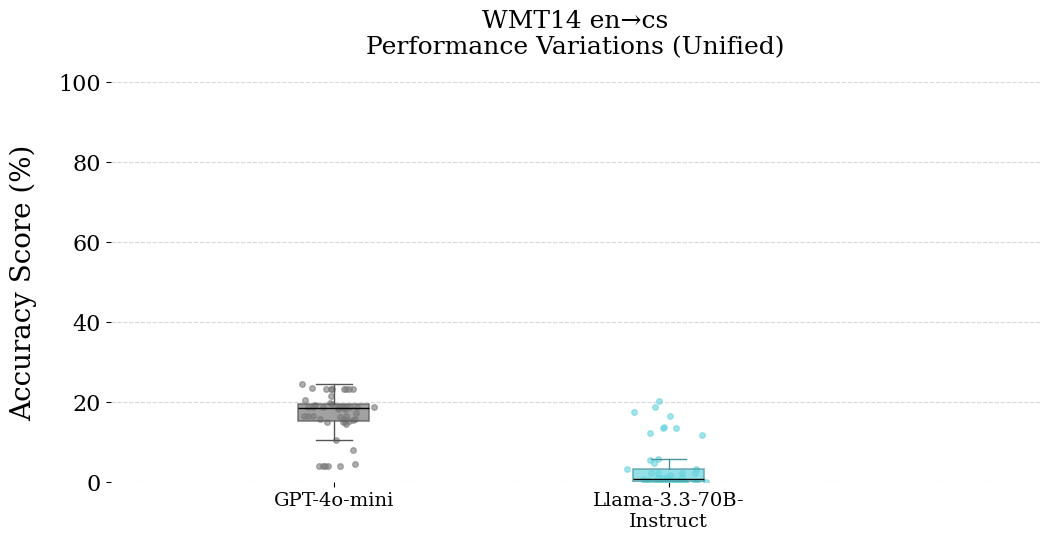 WMT14 en→cs
Performance Variations (Unified)
Accuracy Score (%)
100
80
60
40
20
0
GPT-4o-mini
Llama-3.3-70B-
Instruct